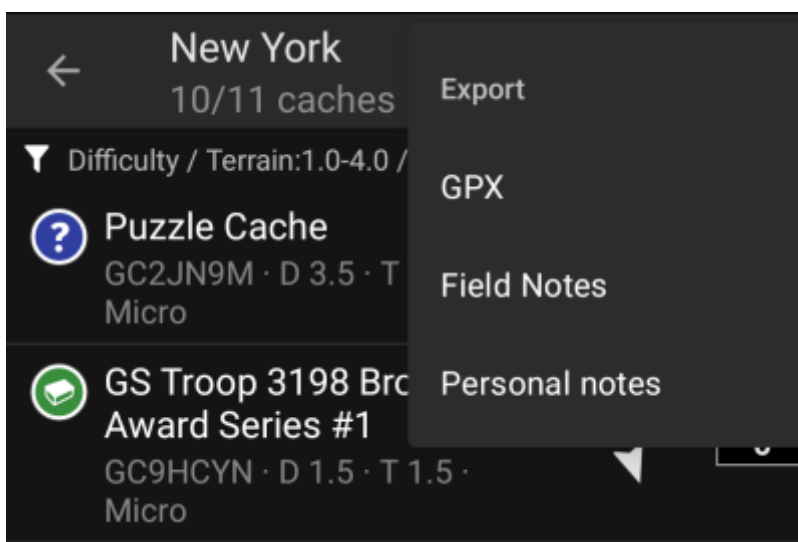 New York
10/11 caches
Difficulty / Terrain:1.0-4.0 /
Puzzle Cache
GC2JN9M · D 3.5 · T
Micro
GS Troop 3198 Bro
Award Series #1
GC9HCYN · D 1.5 · T 1.5 ·
Micro
Export
GPX
Field Notes
Personal notes